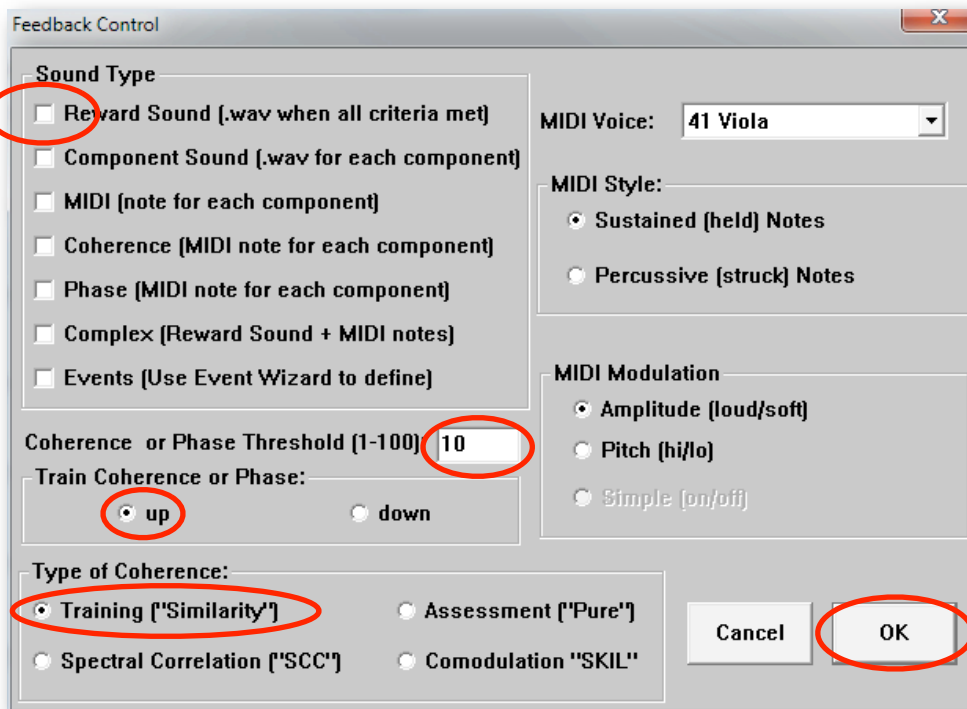 Feedback Control
X
Sound Type
Reward Sound (.wav when all criteria met)
Component Sound (.wav for each component)
MIDI (note for each component)
Coherence (MIDI note for each component)
Phase (MIDI note for each component)
Complex (Reward Sound + MIDI notes)
Events (Use Event Wizard to define)
Coherence or Phase Threshold (1-100): 10
Train Coherence or Phase:
up down
Type of Coherence:
Training ("Similarity") Assessment ("Pure")
Spectral Correlation ("SCC") Comodulation "SKIL"
MIDI Voice: 41 Viola
MIDI Style:
Sustained (held) Notes
Percussive (struck) Notes
MIDI Modulation
Amplitude (loud/soft)
Pitch (hi/lo)
Simple (on/off)
Cancel OK